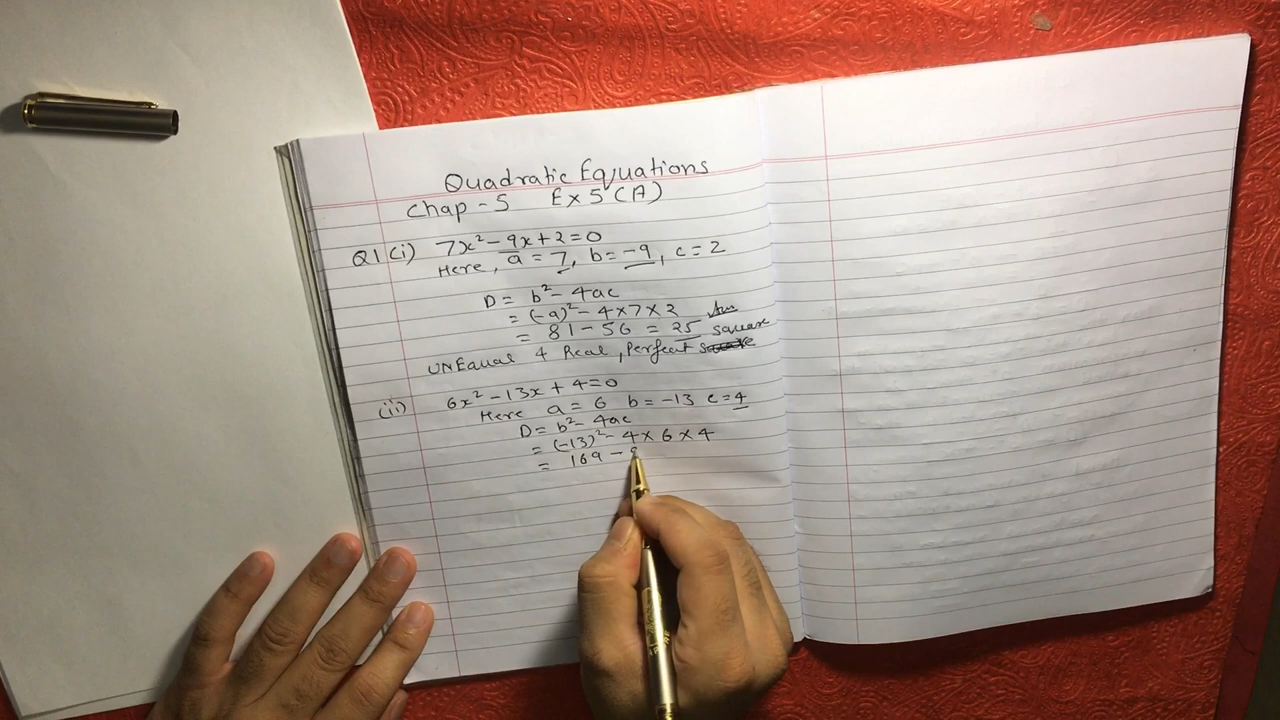 Quadratic Equations
Chap - 5 Ex 5 (A)
Q1 (i) 7x² - 9x + 2 = 0
Here, a = 7, b = -9, c = 2
D = b² - 4ac
= (-9)² - 4 × 7 × 2
= 81 - 56 = 25 Ans
UNEqual & Real, Perfect square
(ii) 6x² - 13x + 4 = 0
Here a = 6 b = -13 c = 4
D = b² - 4ac
= (-13)² - 4 × 6 × 4
= 169 - 9